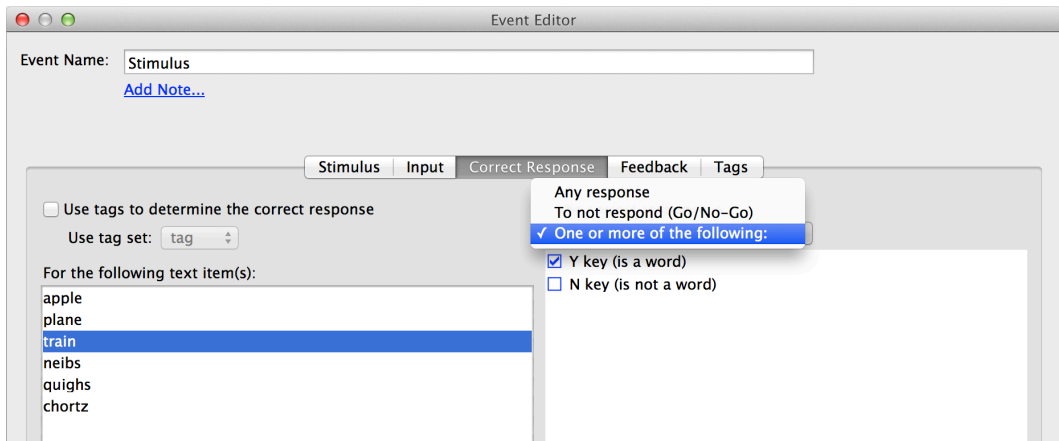 Event Editor
Event Name: Stimulus
Add Note...
Stimulus Input Correct Response Feedback Tags
Use tags to determine the correct response
Use tag set: tag
For the following text item(s):
apple
plane
train
neibs
quighs
chortz
Any response
To not respond (Go/No-Go)
✓ One or more of the following:
Y key (is a word)
N key (is not a word)